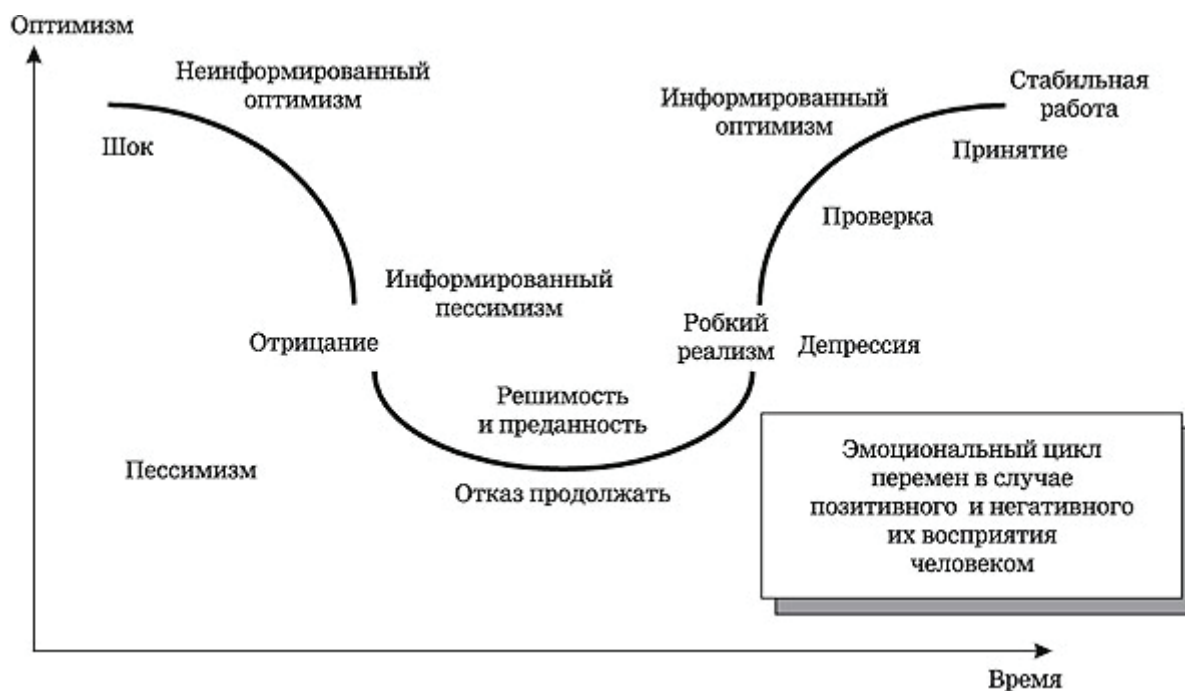 Оптимизм
Неинформированный
оптимизм
Шок
Информированный
оптимизм
Стабильная
работа
Принятие
Проверка
Информированный
пессимизм
Отрицание
Робкий
реализм
Депрессия
Решимость
и преданность
Пессимизм
Отказ продолжать
Эмоциональный цикл
перемен в случае
позитивного и негативного
их восприятия
человеком
Время